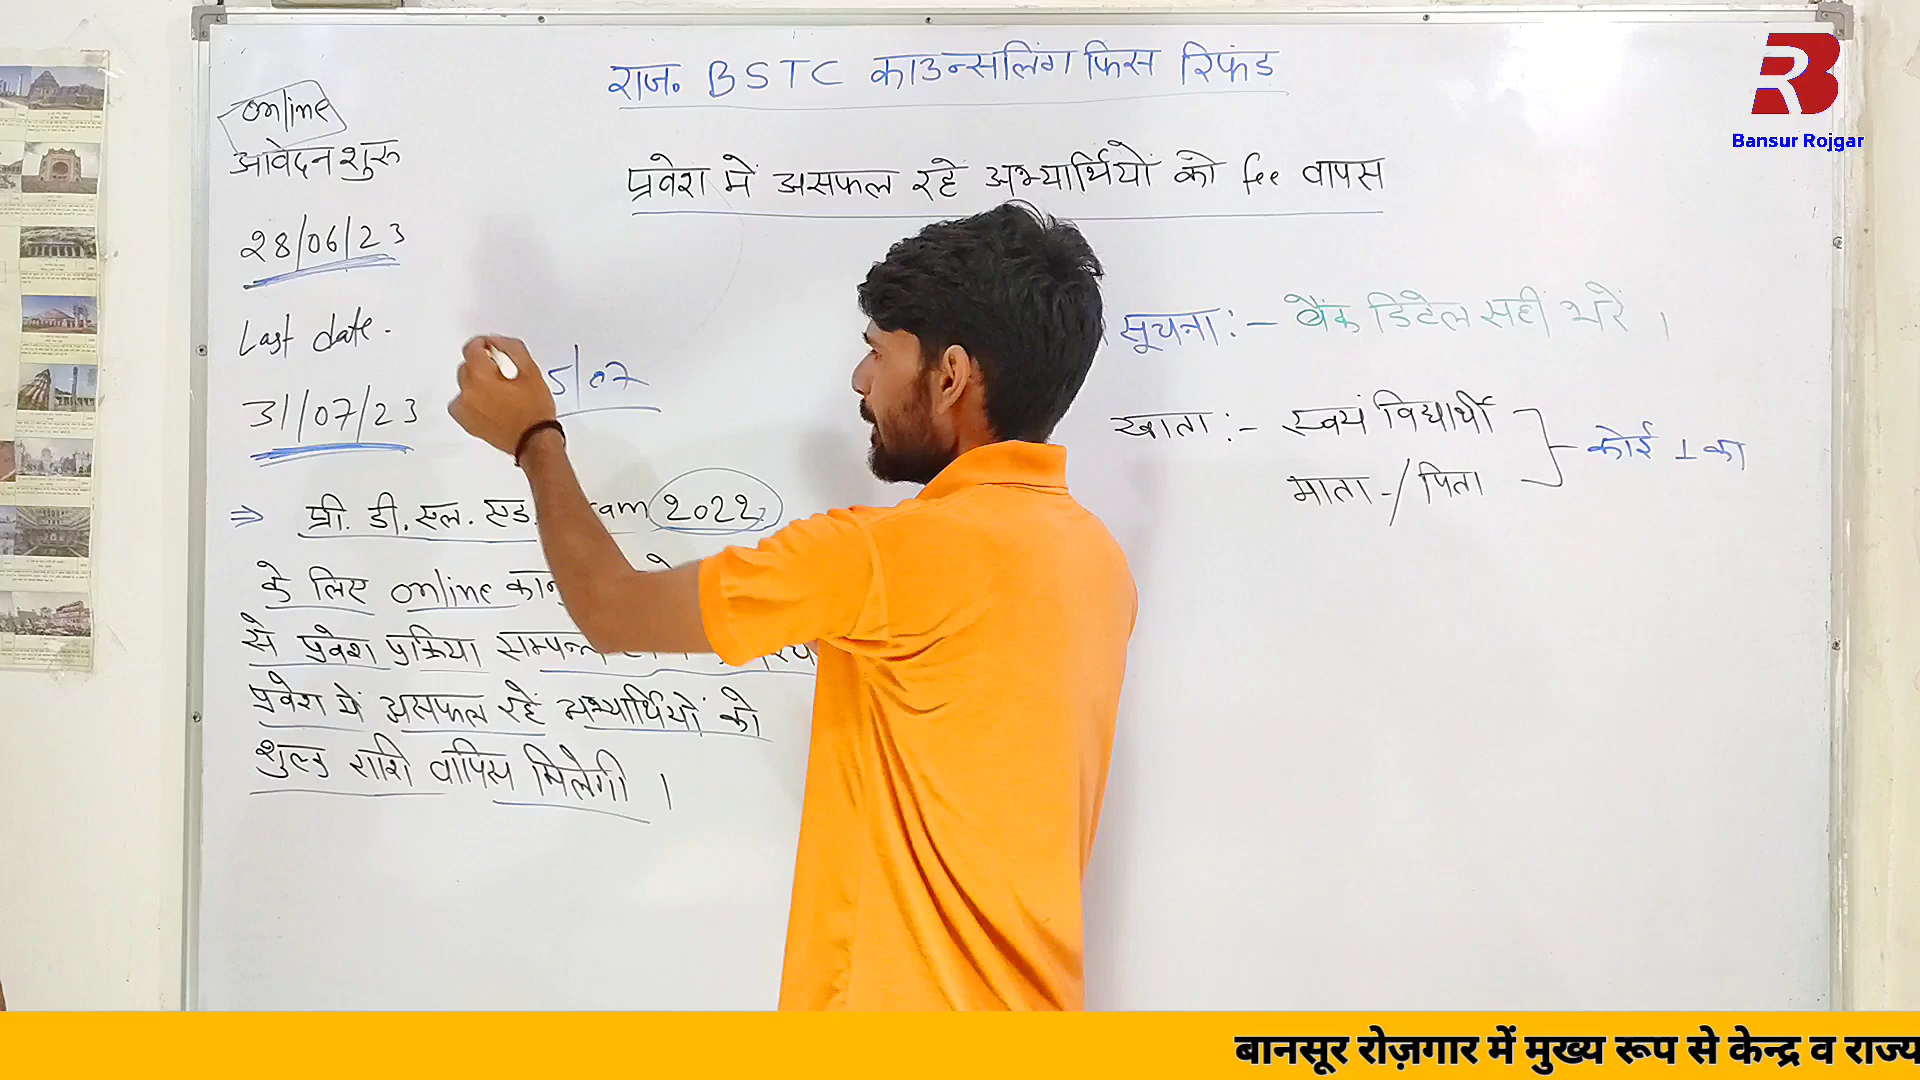 राज. BSTC काउन्सलिंग फिस रिफंड
Bansur Rojgar
online
आवेदन शुरू
प्रवेश मे असफल रहे अभ्यार्थियों को fee वापस
28/06/23
Last date -
सूचना :- बैंक डिटेल सही भरें ।
31/07/23
5/07
खाता :- स्वयं विद्यार्थी
माता -/ पिता
कोई 1 का
⇒ प्री. डी. एल. एड. 2022
के लिए online
से प्रवेश प्रक्रिया सम्पन्न
प्रवेश में असफल रहें अभ्यार्थियों को
शुल्क राशि वापिस मिलेगी ।
बानसूर रोज़गार में मुख्य रूप से केन्द्र व राज्य